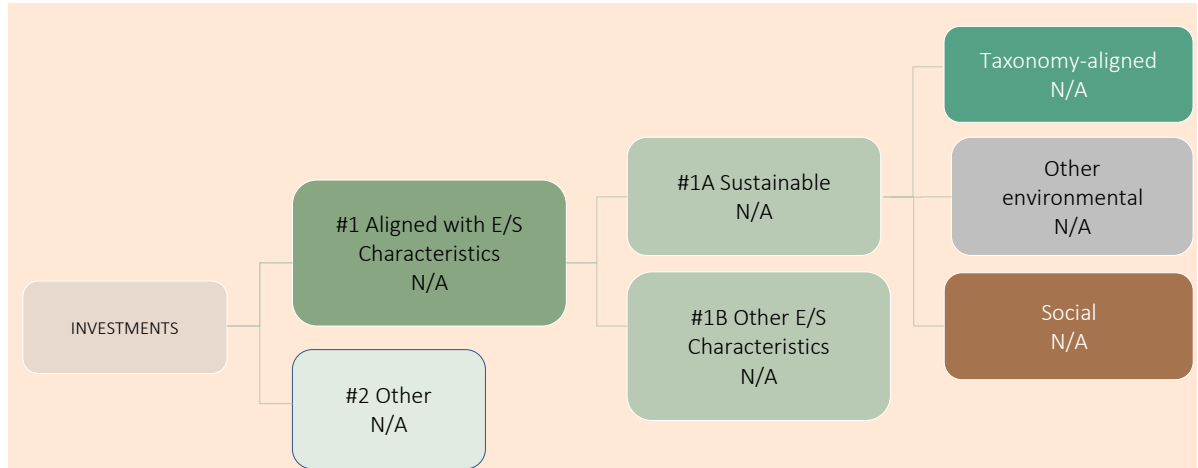 INVESTMENTS
#1 Aligned with E/S
Characteristics
N/A
#2 Other
N/A
#1A Sustainable
N/A
#1B Other E/S
Characteristics
N/A
Taxonomy-aligned
N/A
Other
environmental
N/A
Social
N/A